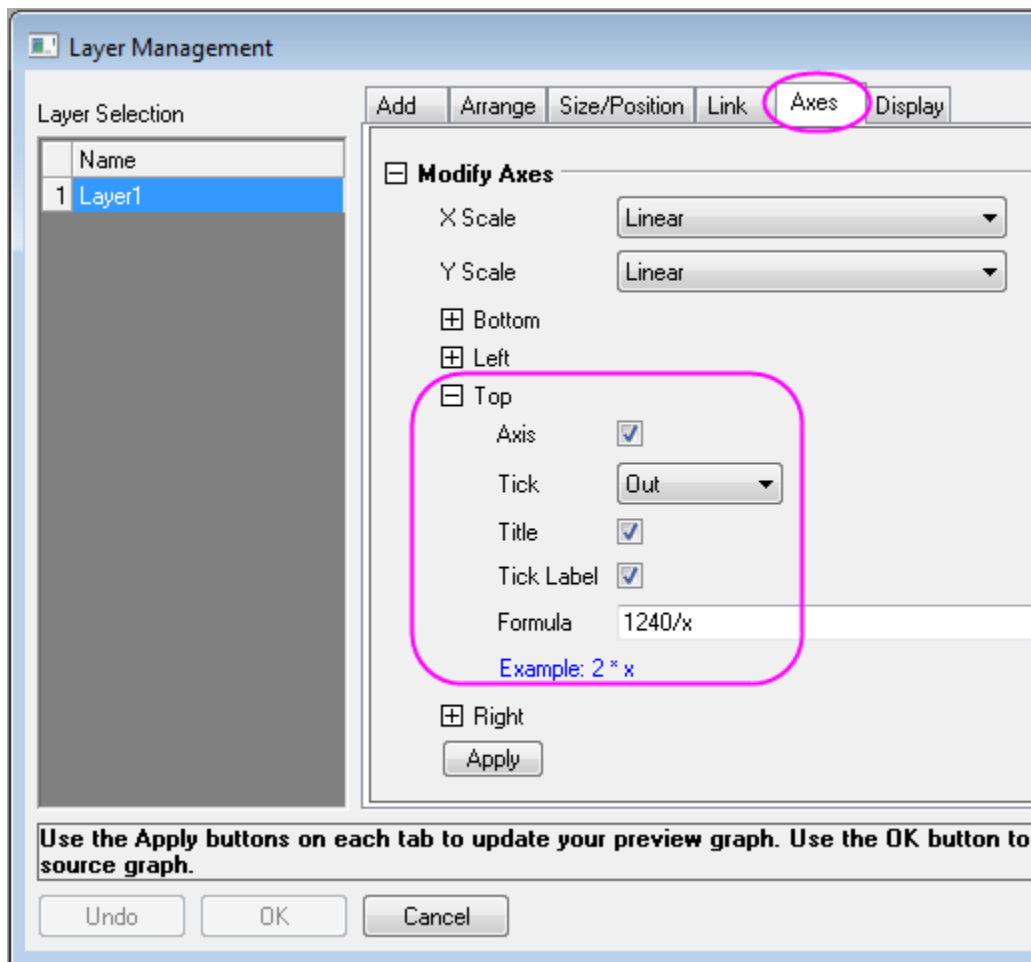 Layer Management
Layer Selection
Name
1 Layer1
Add Arrange Size/Position Link Axes Display
Modify Axes
X Scale Linear
Y Scale Linear
Bottom
Left
Top
Axis
Tick Out
Title
Tick Label
Formula 1240/x
Example: 2 * x
Right
Apply
Use the Apply buttons on each tab to update your preview graph. Use the OK button to
source graph.
Undo OK Cancel